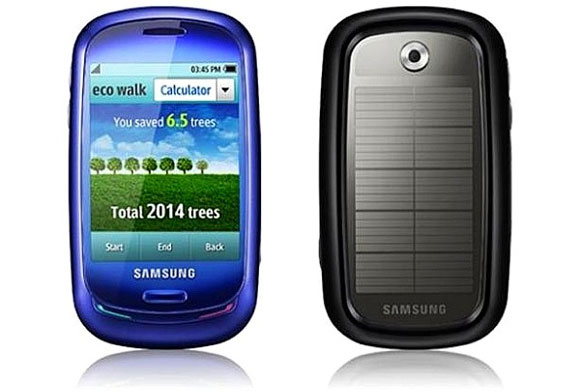 03:45 PM
eco walk Calculator
You saved 6.5 trees
Total 2014 trees
Start End Back
SAMSUNG
SAMSUNG